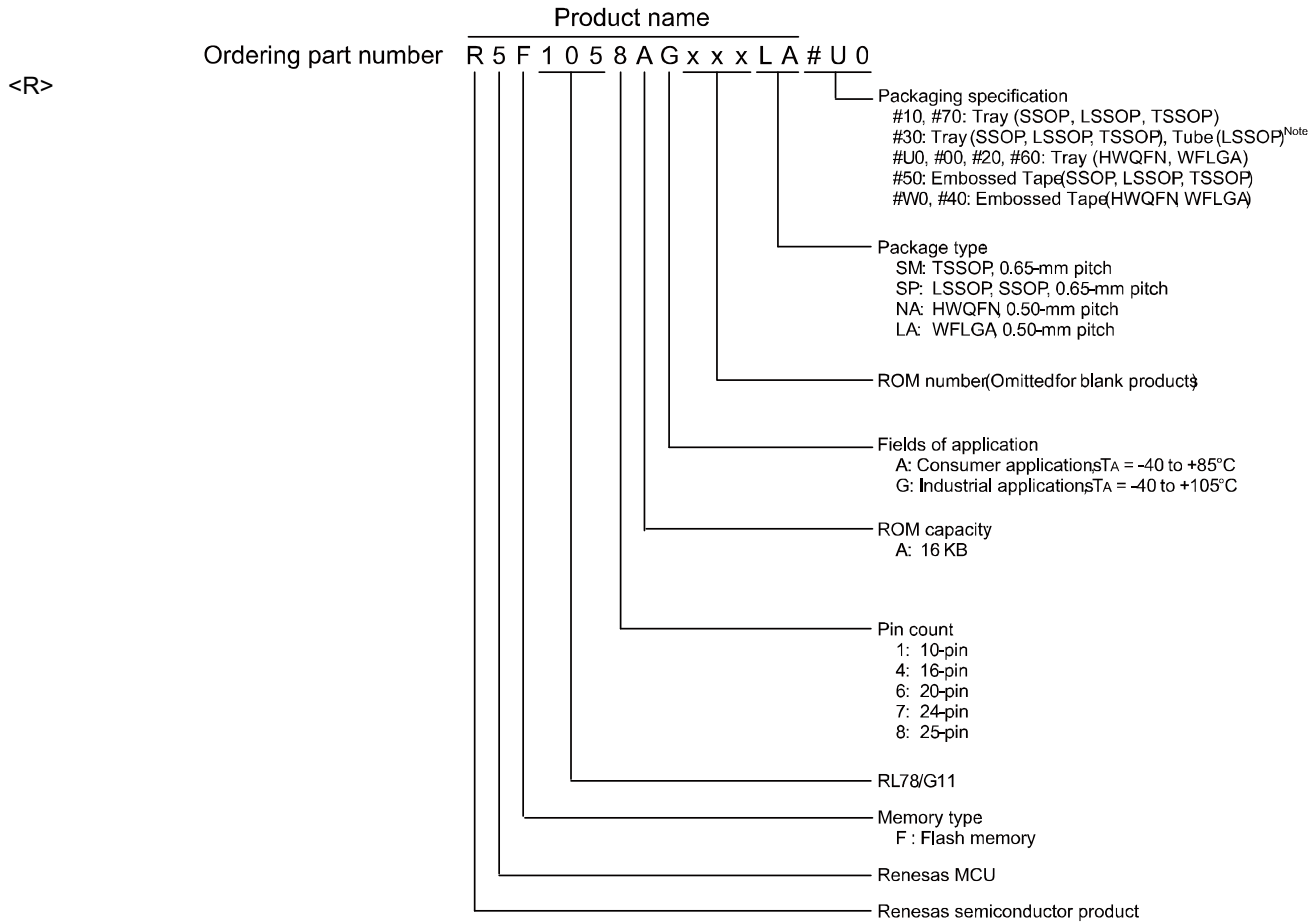 Product name
Ordering part number R 5 F 1 0 5 8 A G x x x L A # U 0
<R>
Packaging specification
#10, #70: Tray (SSOP, LSSOP, TSSOP)
#30: Tray (SSOP, LSSOP, TSSOP), Tube (LSSOP) Note
#U0, #00, #20, #60: Tray (HWQFN, WFLGA)
#50: Embossed Tape (SSOP, LSSOP, TSSOP)
#W0, #40: Embossed Tape (HWQFN, WFLGA)
Package type
SM: TSSOP, 0.65-mm pitch
SP: LSSOP, SSOP, 0.65-mm pitch
NA: HWQFN, 0.50-mm pitch
LA: WFLGA, 0.50-mm pitch
ROM number (Omitted for blank products)
Fields of application
A: Consumer applications, TA = -40 to +85°C
G: Industrial applications, TA = -40 to +105°C
ROM capacity
A: 16 KB
Pin count
1: 10-pin
4: 16-pin
6: 20-pin
7: 24-pin
8: 25-pin
RL78/G11
Memory type
F : Flash memory
Renesas MCU
Renesas semiconductor product